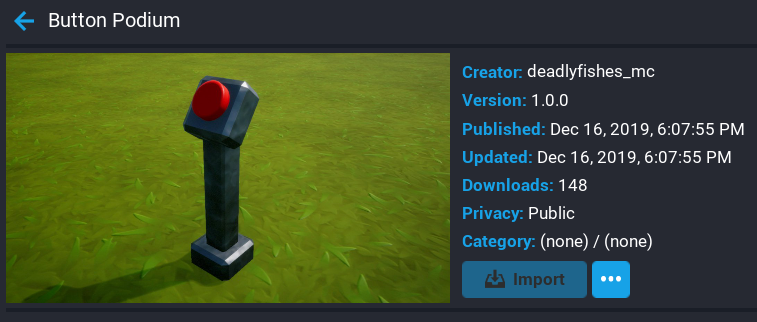 Button Podium
Creator: deadlyfishes_mc
Version: 1.0.0
Published: Dec 16, 2019, 6:07:55 PM
Updated: Dec 16, 2019, 6:07:55 PM
Downloads: 148
Privacy: Public
Category: (none) / (none)
Import